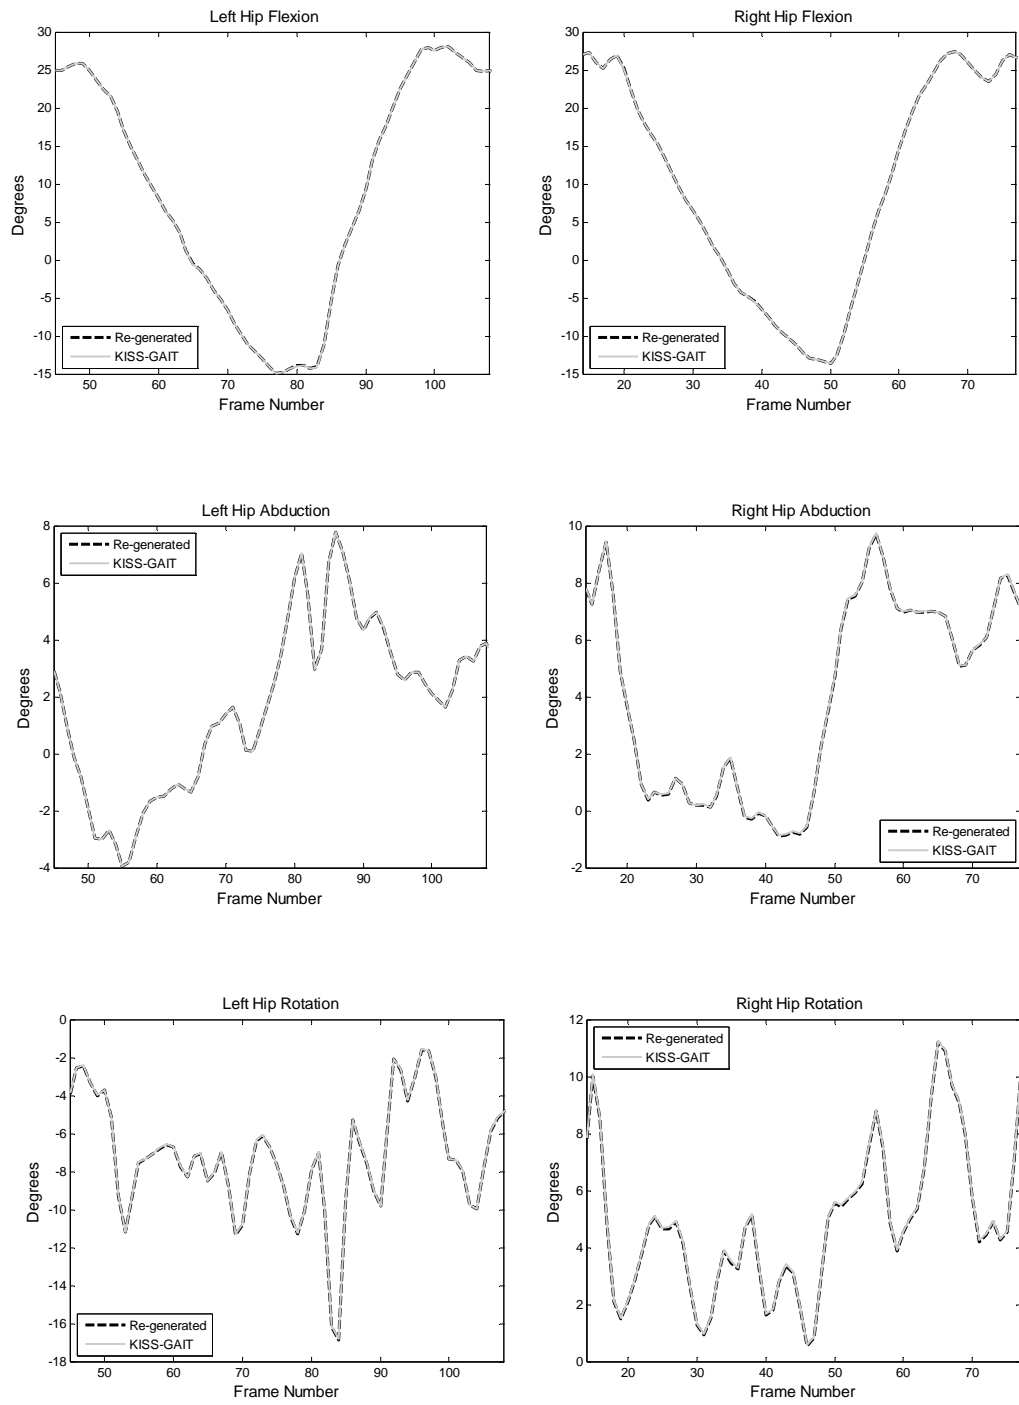 Left Hip Flexion
30
25
20
15
10
5
0
-5
-10
-15
Degrees
Re-generated
KISS-GAIT
50 60 70 80 90 100
Frame Number
Right Hip Flexion
30
25
20
15
10
5
0
-5
-10
-15
Degrees
Re-generated
KISS-GAIT
20 30 40 50 60 70
Frame Number
Left Hip Abduction
8
6
4
2
0
-2
-4
Degrees
Re-generated
KISS-GAIT
50 60 70 80 90 100
Frame Number
Right Hip Abduction
10
8
6
4
2
0
-2
Degrees
Re-generated
KISS-GAIT
20 30 40 50 60 70
Frame Number
Left Hip Rotation
0
-2
-4
-6
-8
-10
-12
-14
-16
-18
Degrees
Re-generated
KISS-GAIT
50 60 70 80 90 100
Frame Number
Right Hip Rotation
12
10
8
6
4
2
0
Degrees
Re-generated
KISS-GAIT
20 30 40 50 60 70
Frame Number